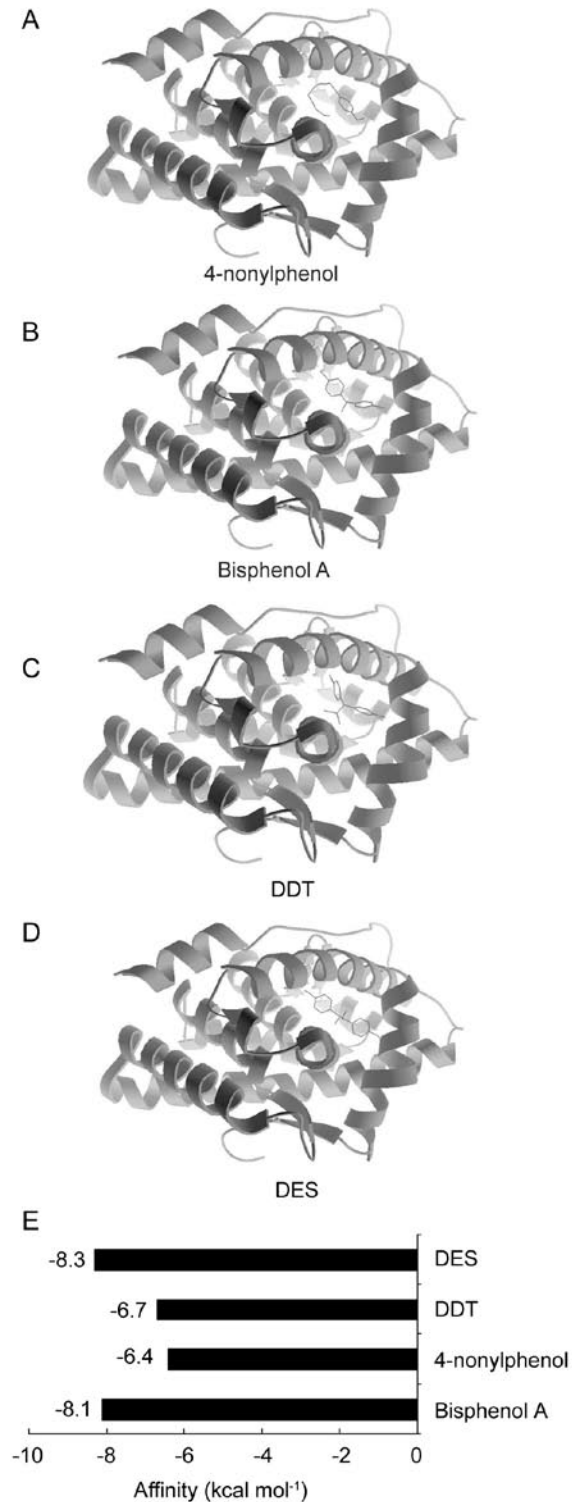 A
4-nonylphenol
B
Bisphenol A
C
DDT
D
DES
E
-8.3 DES
-6.7 DDT
-6.4 4-nonylphenol
-8.1 Bisphenol A
-10 -8 -6 -4 -2 0
Affinity (kcal mol⁻¹)